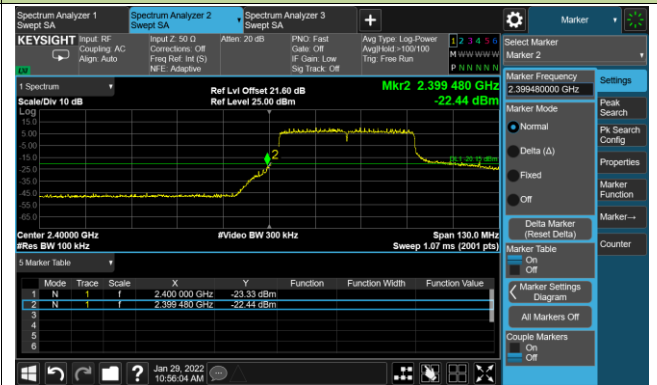 Spectrum Analyzer 1
Swept SA
Spectrum Analyzer 2
Swept SA
Spectrum Analyzer 3
Swept SA
+
Marker
KEYSIGHT
Input: RF
Coupling: AC
Align: Auto
Input Z: 50 Ω
Corrections: Off
Freq Ref: Int (S)
NFE: Adaptive
Atten: 20 dB
PNO: Fast
Gate: Off
IF Gain: Low
Sig Track: Off
Avg Type: Log-Power
Avg|Hold:>100/100
Trig: Free Run
1 2 3 4 5 6
M W W W W W
P N N N N N
LXI
Select Marker
Marker 2
1 Spectrum
Scale/Div 10 dB
Log
Ref Lvl Offset 21.60 dB
Ref Level 25.00 dBm
Mkr2 2.399 480 GHz
-22.44 dBm
15.0
5.00
-5.00
-15.0
-25.0
-35.0
-45.0
-55.0
-65.0
2
Center 2.40000 GHz
#Res BW 100 kHz
#Video BW 300 kHz
Span 130.0 MHz
Sweep 1.07 ms (2001 pts)
5 Marker Table
Mode Trace Scale X Y Function Function Width Function Value
1 N 1 f 2.400 000 GHz -23.33 dBm
2 N 1 f 2.399 480 GHz -22.44 dBm
3
4
5
6
Marker Frequency
2.399480000 GHz
Marker Mode
Normal
Delta (Δ)
Fixed
Off
Delta Marker
(Reset Delta)
Marker Table
On
Off
Marker Settings
Diagram
All Markers Off
Couple Markers
On
Off
Settings
Peak
Search
Pk Search
Config
Properties
Marker
Function
Marker→
Counter
?
Jan 29, 2022
10:56:04 AM